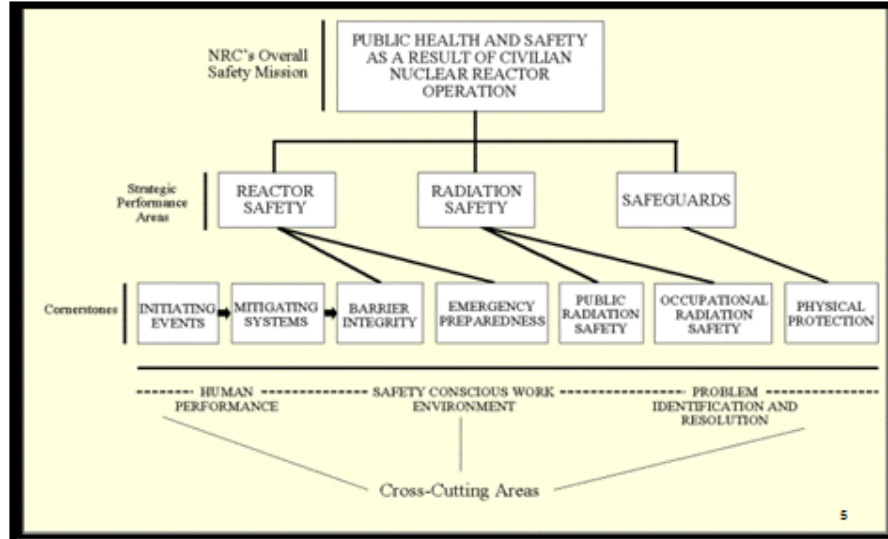 NRC's Overall
Safety Mission
PUBLIC HEALTH AND SAFETY
AS A RESULT OF CIVILIAN
NUCLEAR REACTOR
OPERATION
Strategic
Performance
Areas
REACTOR
SAFETY
RADIATION
SAFETY
SAFEGUARDS
Cornerstones
INITIATING
EVENTS
MITIGATING
SYSTEMS
BARRIER
INTEGRITY
EMERGENCY
PREPAREDNESS
PUBLIC
RADIATION
SAFETY
OCCUPATIONAL
RADIATION
SAFETY
PHYSICAL
PROTECTION
HUMAN
PERFORMANCE
SAFETY CONSCIOUS WORK
ENVIRONMENT
PROBLEM
IDENTIFICATION AND
RESOLUTION
Cross-Cutting Areas
5